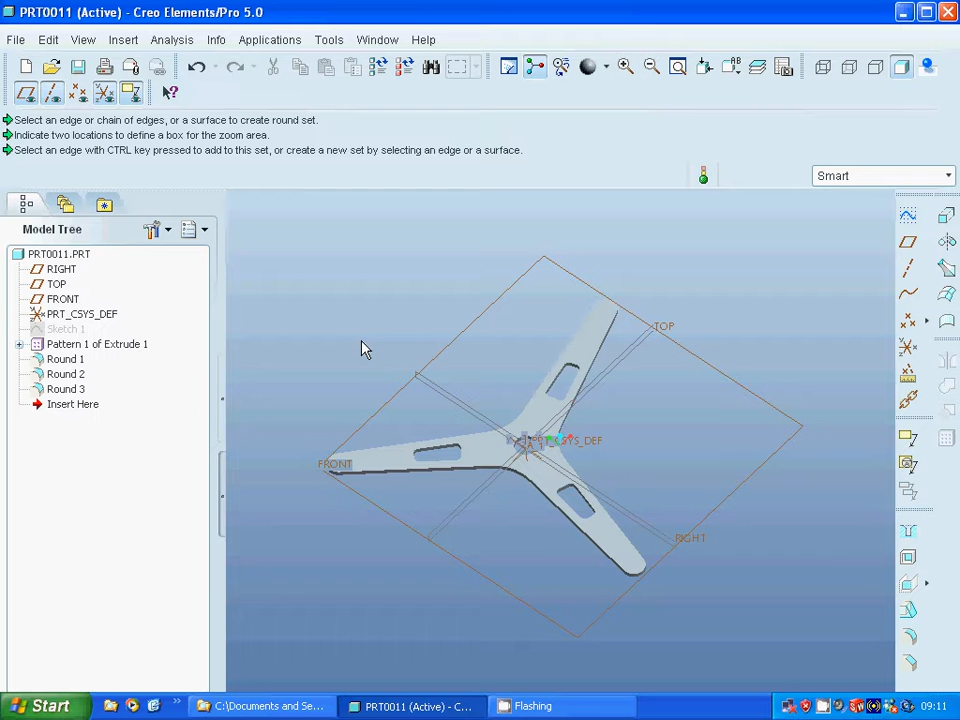 PRT0011 (Active) - Creo Elements/Pro 5.0
File Edit View Insert Analysis Info Applications Tools Window Help
Select an edge or chain of edges, or a surface to create round set.
Indicate two locations to define a box for the zoom area.
Select an edge with CTRL key pressed to add to this set, or create a new set by selecting an edge or a surface.
Smart
Model Tree
PRT0011.PRT
RIGHT
TOP
FRONT
PRT_CSYS_DEF
Sketch 1
Pattern 1 of Extrude 1
Round 1
Round 2
Round 3
Insert Here
TOP
PRT_CSYS_DEF
FRONT
RIGHT
Start C:\Documents and Se... PRT0011 (Active) - C... Flashing 09:11